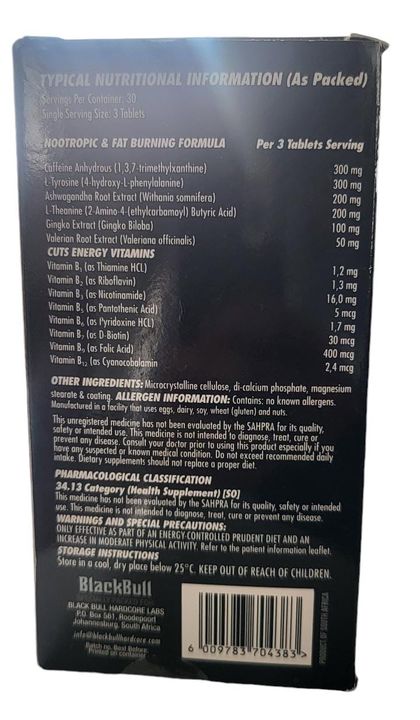 TYPICAL NUTRITIONAL INFORMATION (As Packed)
Servings Per Container: 30
Single Serving Size: 3 Tablets
NOOTROPIC & FAT BURNING FORMULA Per 3 Tablets Serving
Caffeine Anhydrous (1,3,7-trimethylxanthine) 300 mg
Ł-Tyrosine (4-hydroxy-L-phenylalanine) 300 mg
Ashwagandha Root Extract (Withania somnifera) 200 mg
L-Theanine (2-Amino-4-(ethylcarbamoyl) Butyric Acid) 200 mg
Gingko Extract (Gingko Biloba) 100 mg
Valerian Root Extract (Valeriana officinalis) 50 mg
CUTS ENERGY VITAMINS
Vitamin B₁ (as Thiamine HCL) 1,2 mg
Vitamin B₂ (as Riboflavin) 1,3 mg
Vitamin B₃ (as Nicotinamide) 16,0 mg
Vitamin B₅ (as Pantothenic Acid) 5 mcg
Vitamin B₆ (as Pyridoxine HCL) 1,7 mg
Vitamin B₇ (as D-Biotin) 30 mcg
Vitamin B₉ (as Folic Acid) 400 mcg
Vitamin B₁₂ (as Cyanocobalamin 2,4 mcg
OTHER INGREDIENTS: Microcrystalline cellulose, di-calcium phosphate, magnesium
stearate & coating. ALLERGEN INFORMATION: Contains: no known allergens.
Manufactured in a facility that uses eggs, dairy, soy, wheat (gluten) and nuts.
This unregistered medicine has not been evaluated by the SAHPRA for its quality,
safety or intended use. This medicine is not intended to diagnose, treat, cure or
prevent any disease. Consult your doctor prior to using this product especially if you
have any suspected or known medical condition. Do not exceed recommended daily
intake. Dietary supplements should not replace a proper diet.
PHARMACOLOGICAL CLASSIFICATION
34.13 Category (Health Supplement) [S0]
This medicine has not been evaluated by the SAHPRA for its quality, safety or intended
use. This medicine is not intended to diagnose, treat, cure or prevent any disease.
WARNINGS AND SPECIAL PRECAUTIONS:
ONLY EFFECTIVE AS PART OF AN ENERGY-CONTROLLED PRUDENT DIET AND AN
INCREASE IN MODERATE PHYSICAL ACTIVITY. Refer to the patient information leaflet.
STORAGE INSTRUCTIONS
Store in a cool, dry place below 25°C. KEEP OUT OF REACH OF CHILDREN.
BlackBull
BLACK BULL HARDCORE LABS
P.O. Box 561, Roodepoort
Johannesburg, South Africa
info@blackbullhardcore.com
Batch no. Best Before:
Printed on container
6 009783 704383 >
PRODUCT OF SOUTH AFRICA